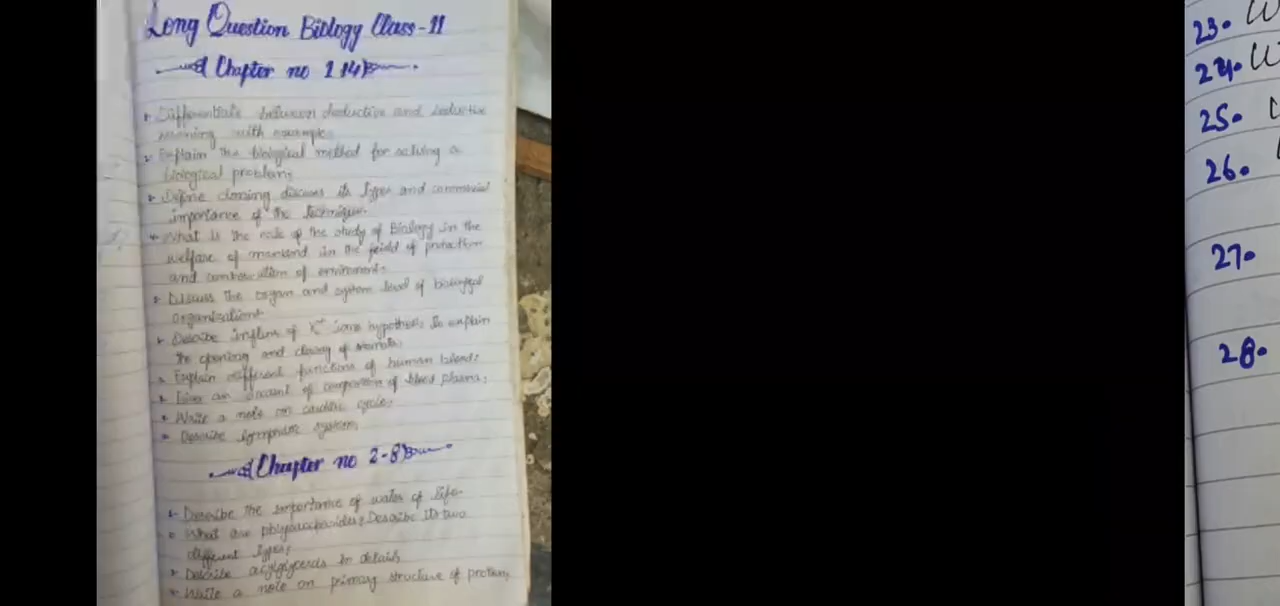 Long Question Biology Class-11
Chapter no 1 14
Differentiate between deductive and inductive
reasoning with example.
Explain the biological method for solving a
biological problem.
Define cloning discuss its types and commercial
importance of the technique.
What is the role of the study of Biology in the
welfare of mankind in the feield of protection
and conservation of enviroment.
Discuss the organ and system level of biological
organization.
Describe influx of K+ ions hypothesis to explain
the opening and closing of stomata.
Explain different functions of human blood.
Give an account of composition of blood plasma.
Write a note on cardiac cycle.
Describe lymphatic system.
Chapter no 2-8
Describe the importance of water of life.
What are polysaccharides? Describe its two
different types.
Describe acylglycerols in detail.
Write a note on primary structure of protein.
23.
24.
25.
26.
27.
28.